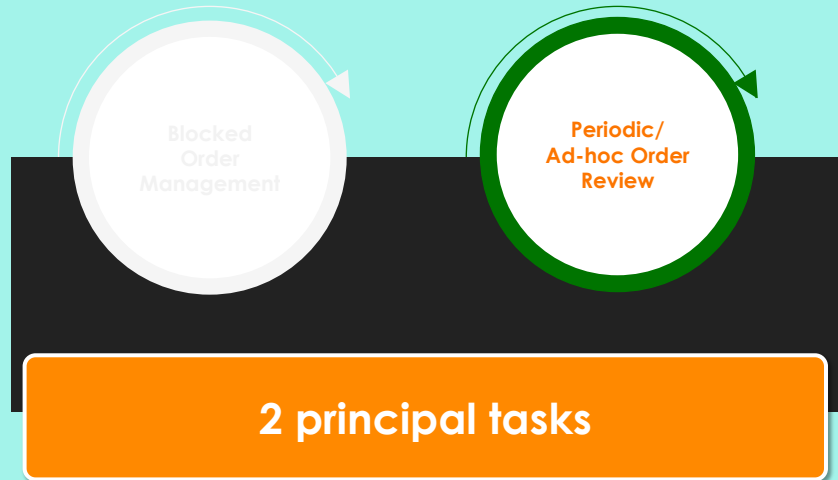 Blocked
Order
Management
Periodic/
Ad-hoc Order
Review
2 principal tasks